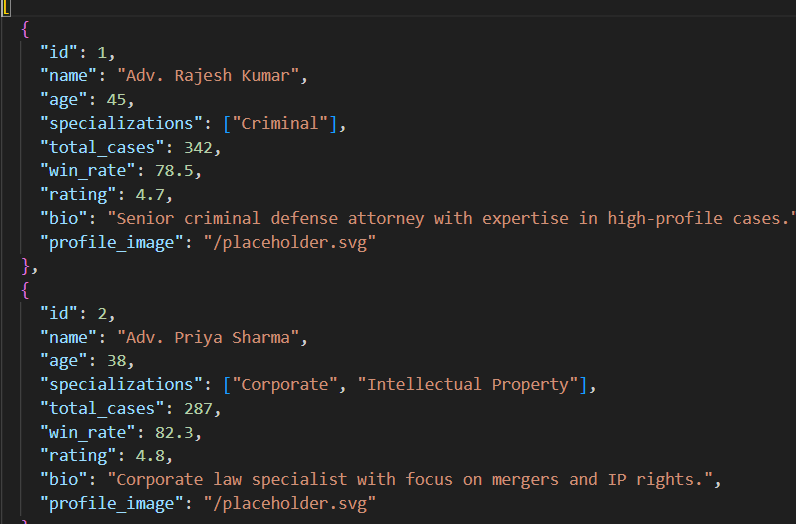 [
{
"id": 1,
"name": "Adv. Rajesh Kumar",
"age": 45,
"specializations": ["Criminal"],
"total_cases": 342,
"win_rate": 78.5,
"rating": 4.7,
"bio": "Senior criminal defense attorney with expertise in high-profile cases."
"profile_image": "/placeholder.svg"
},
{
"id": 2,
"name": "Adv. Priya Sharma",
"age": 38,
"specializations": ["Corporate", "Intellectual Property"],
"total_cases": 287,
"win_rate": 82.3,
"rating": 4.8,
"bio": "Corporate law specialist with focus on mergers and IP rights.",
"profile_image": "/placeholder.svg"